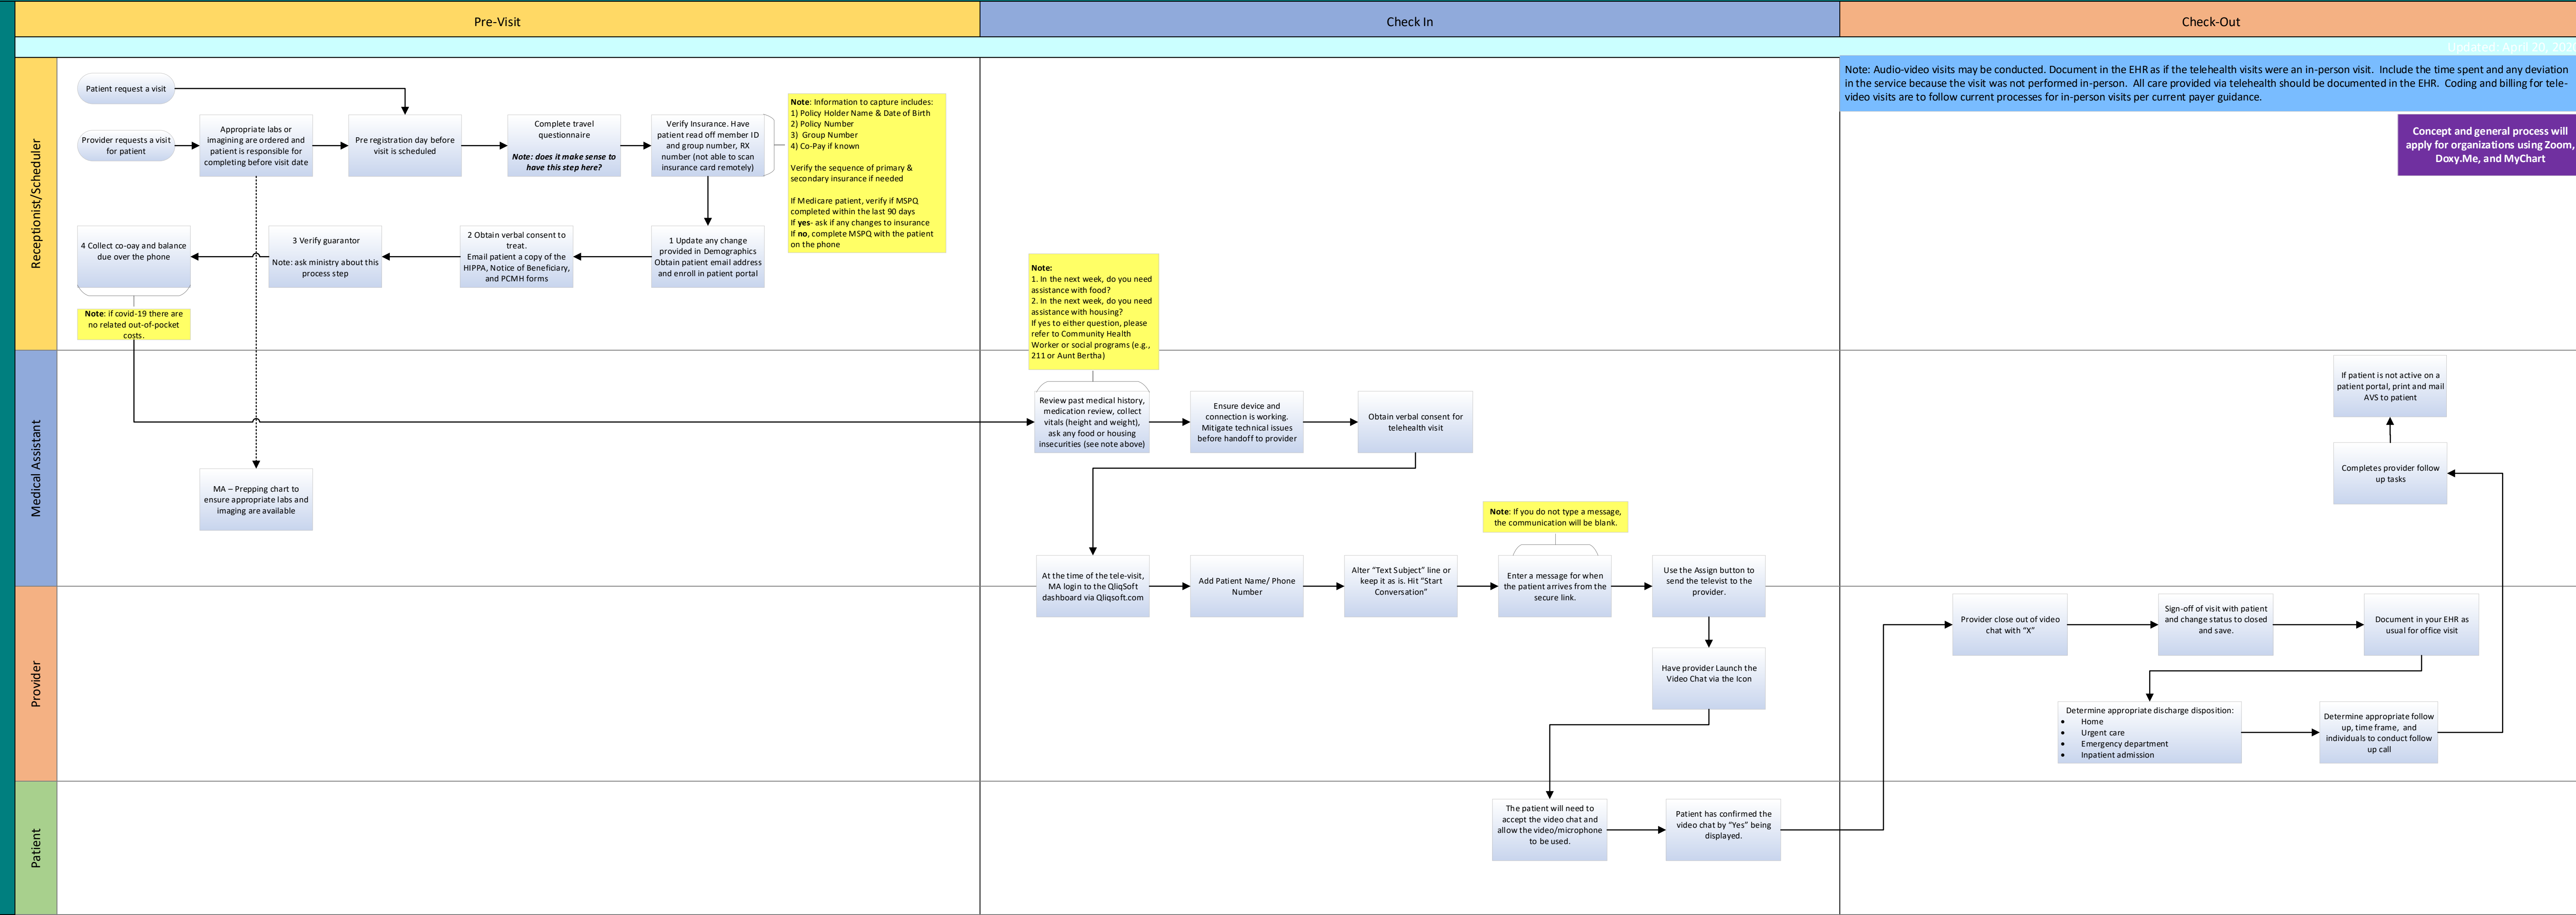 Pre-Visit
Check In
Check-Out
Updated: April 20, 2020
Note: Audio-video visits may be conducted. Document in the EHR as if the telehealth visits were an in-person visit. Include the time spent and any deviation
in the service because the visit was not performed in-person. All care provided via telehealth should be documented in the EHR. Coding and billing for tele-
video visits are to follow current processes for in-person visits per current payer guidance.
Concept and general process will
apply for organizations using Zoom,
Doxy.Me, and MyChart
Receptionist/Scheduler
Patient request a visit
Provider requests a visit
for patient
Appropriate labs or
imagining are ordered and
patient is responsible for
completing before visit date
Pre registration day before
visit is scheduled
Complete travel
questionnaire
Note: does it make sense to
have this step here?
Verify Insurance. Have
patient read off member ID
and group number, RX
number (not able to scan
insurance card remotely)
Note: Information to capture includes:
1) Policy Holder Name & Date of Birth
2) Policy Number
3) Group Number
4) Co-Pay if known
Verify the sequence of primary &
secondary insurance if needed
If Medicare patient, verify if MSPQ
completed within the last 90 days
If yes- ask if any changes to insurance
If no, complete MSPQ with the patient
on the phone
4 Collect co-oay and balance
due over the phone
3 Verify guarantor
Note: ask ministry about this
process step
2 Obtain verbal consent to
treat.
Email patient a copy of the
HIPPA, Notice of Beneficiary,
and PCMH forms
1 Update any change
provided in Demographics
Obtain patient email address
and enroll in patient portal
Note: if covid-19 there are
no related out-of-pocket
costs.
Note:
1. In the next week, do you need
assistance with food?
2. In the next week, do you need
assistance with housing?
If yes to either question, please
refer to Community Health
Worker or social programs (e.g.,
211 or Aunt Bertha)
Medical Assistant
MA – Prepping chart to
ensure appropriate labs and
imaging are available
Review past medical history,
medication review, collect
vitals (height and weight),
ask any food or housing
insecurities (see note above)
Ensure device and
connection is working.
Mitigate technical issues
before handoff to provider
Obtain verbal consent for
telehealth visit
If patient is not active on a
patient portal, print and mail
AVS to patient
Completes provider follow
up tasks
Note: If you do not type a message,
the communication will be blank.
At the time of the tele-visit,
MA login to the QliqSoft
dashboard via Qliqsoft.com
Add Patient Name/ Phone
Number
Alter “Text Subject” line or
keep it as is. Hit “Start
Conversation”
Enter a message for when
the patient arrives from the
secure link.
Use the Assign button to
send the televist to the
provider.
Provider
Have provider Launch the
Video Chat via the Icon
Provider close out of video
chat with “X”
Sign-off of visit with patient
and change status to closed
and save.
Document in your EHR as
usual for office visit
Determine appropriate discharge disposition:
• Home
• Urgent care
• Emergency department
• Inpatient admission
Determine appropriate follow
up, time frame, and
individuals to conduct follow
up call
Patient
The patient will need to
accept the video chat and
allow the video/microphone
to be used.
Patient has confirmed the
video chat by “Yes” being
displayed.